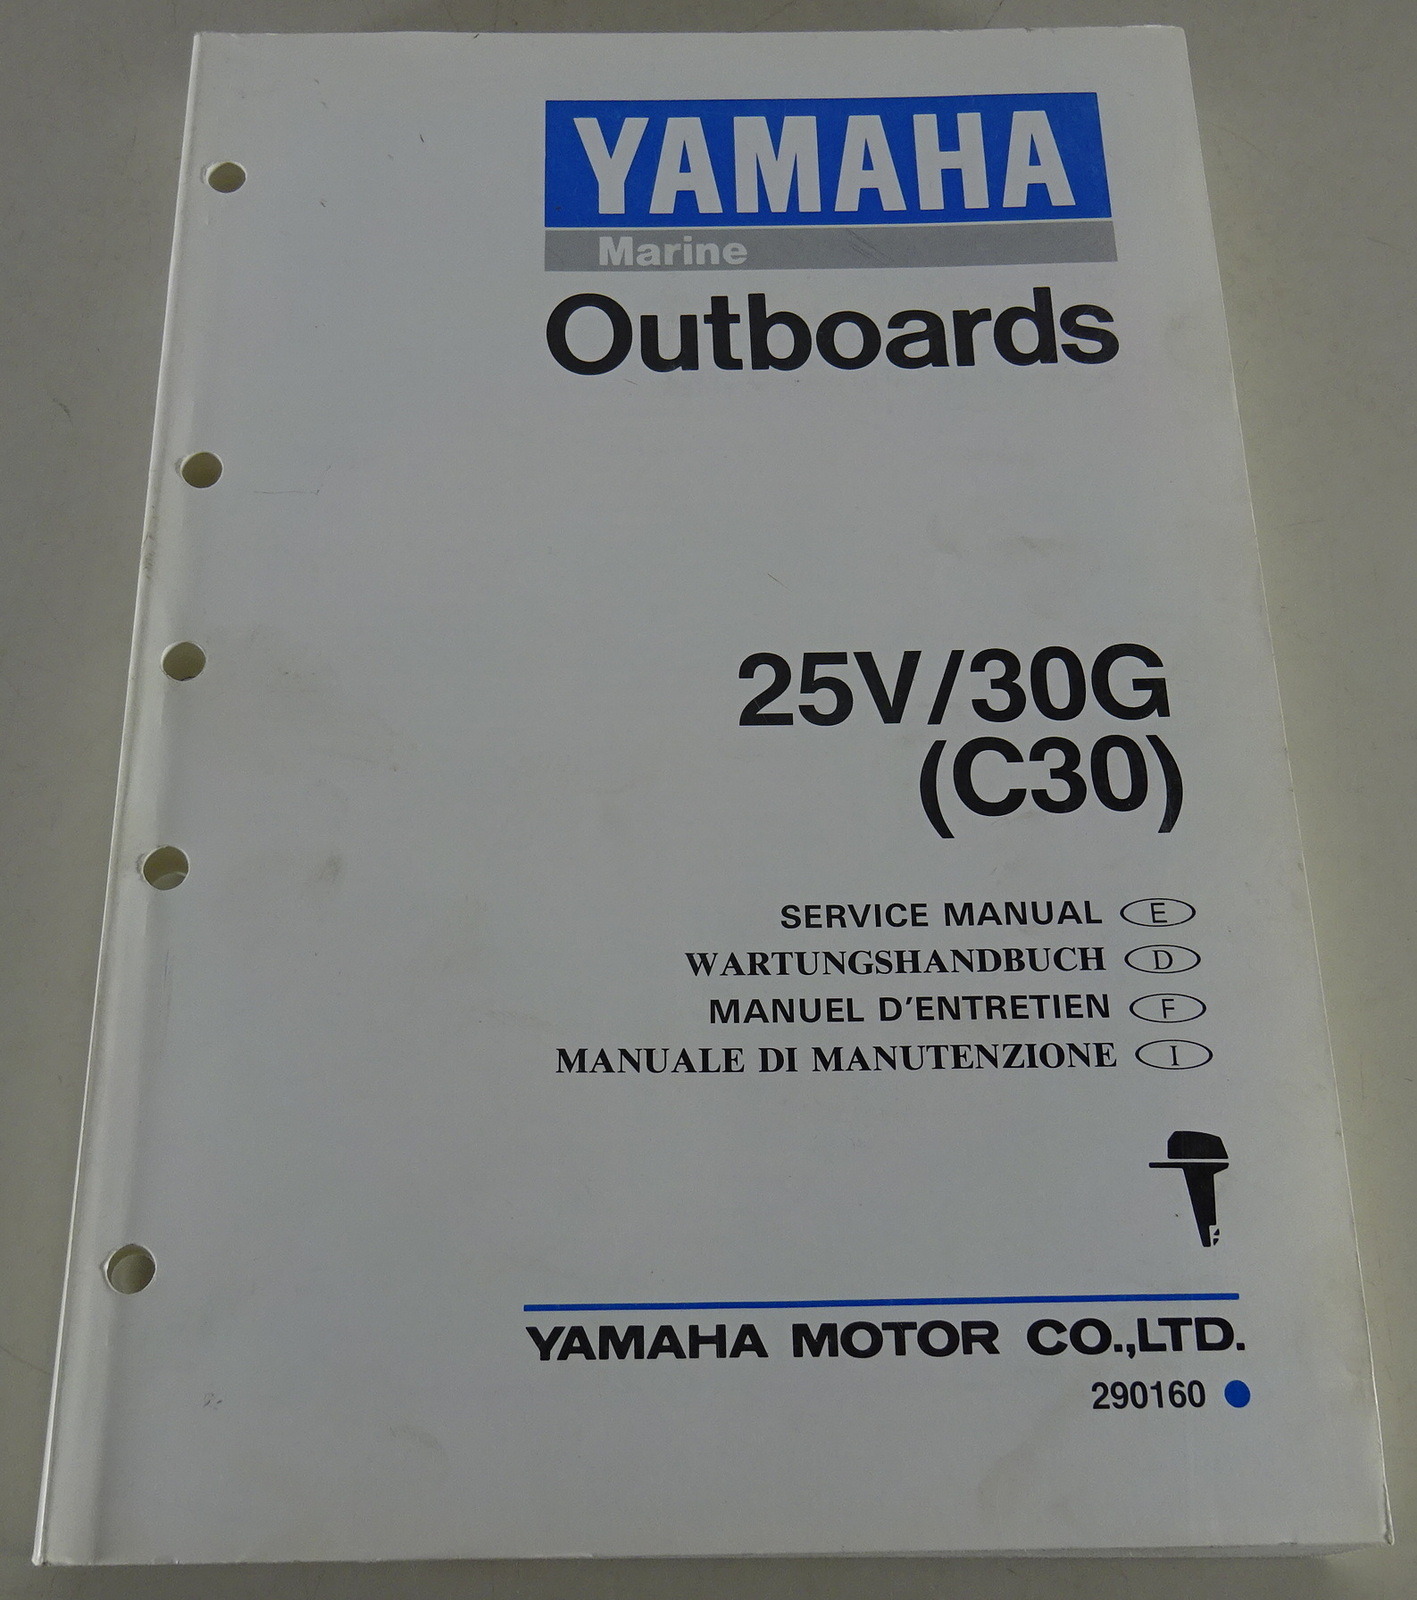 YAMAHA
Marine
Outboards
25V/30G
(C30)
SERVICE MANUAL E
WARTUNGSHANDBUCH D
MANUEL D'ENTRETIEN F
MANUALE DI MANUTENZIONE I
YAMAHA MOTOR CO.,LTD.
290160